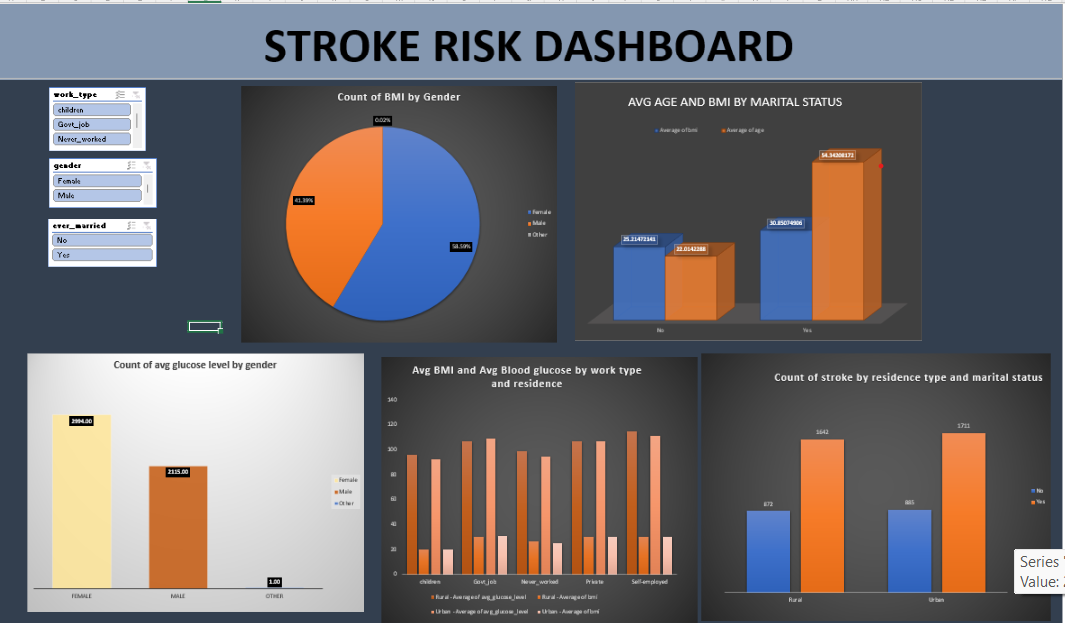 STROKE RISK DASHBOARD
work_type
children
Govt_job
Never_worked
gender
Female
Male
ever_married
No
Yes
Count of BMI by Gender
0.02%
41.39%
58.59%
Female
Male
Other
AVG AGE AND BMI BY MARITAL STATUS
Average of bmi
Average of age
25.21472141
22.0142288
30.85074906
54.34208172
No
Yes
Count of avg glucose level by gender
2994.00
2115.00
1.00
FEMALE
MALE
OTHER
Female
Male
Other
Avg BMI and Avg Blood glucose by work type
and residence
140
120
100
80
60
40
20
0
children
Govt_job
Never_worked
Private
Self-employed
Rural - Average of avg_glucose_level
Rural - Average of bmi
Urban - Average of avg_glucose_level
Urban - Average of bmi
Count of stroke by residence type and marital status
872
1642
885
1711
Rural
Urban
No
Yes
Series
Value: